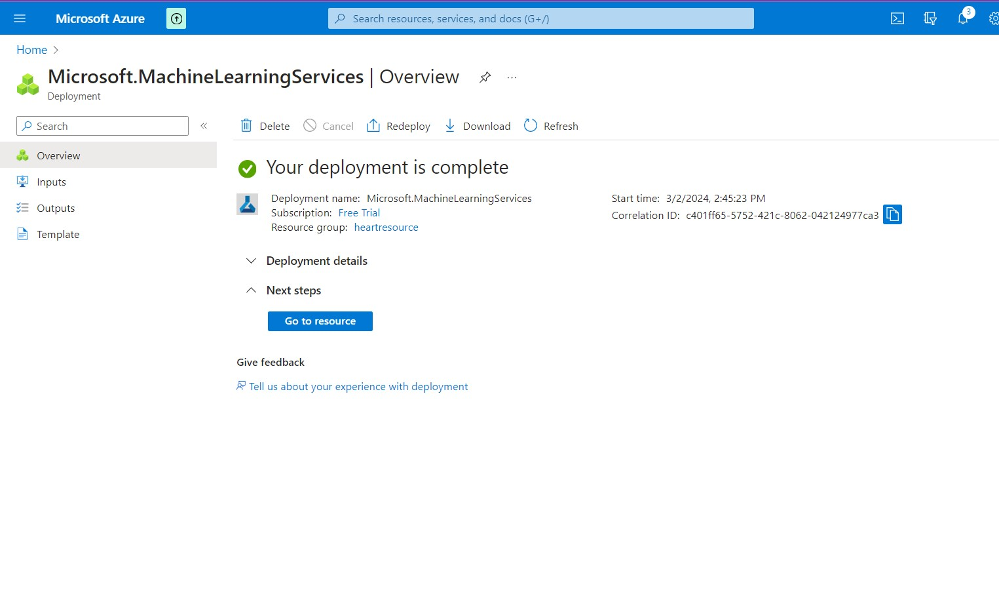 Microsoft Azure
Search resources, services, and docs (G+/)
3
Home
Microsoft.MachineLearningServices | Overview
...
Deployment
Search
«
Delete
Cancel
Redeploy
Download
Refresh
Overview
Inputs
Outputs
Template
Your deployment is complete
Deployment name: Microsoft.MachineLearningServices
Subscription: Free Trial
Resource group: heartresource
Start time: 3/2/2024, 2:45:23 PM
Correlation ID: c401ff65-5752-421c-8062-042124977ca3
Deployment details
Next steps
Go to resource
Give feedback
Tell us about your experience with deployment